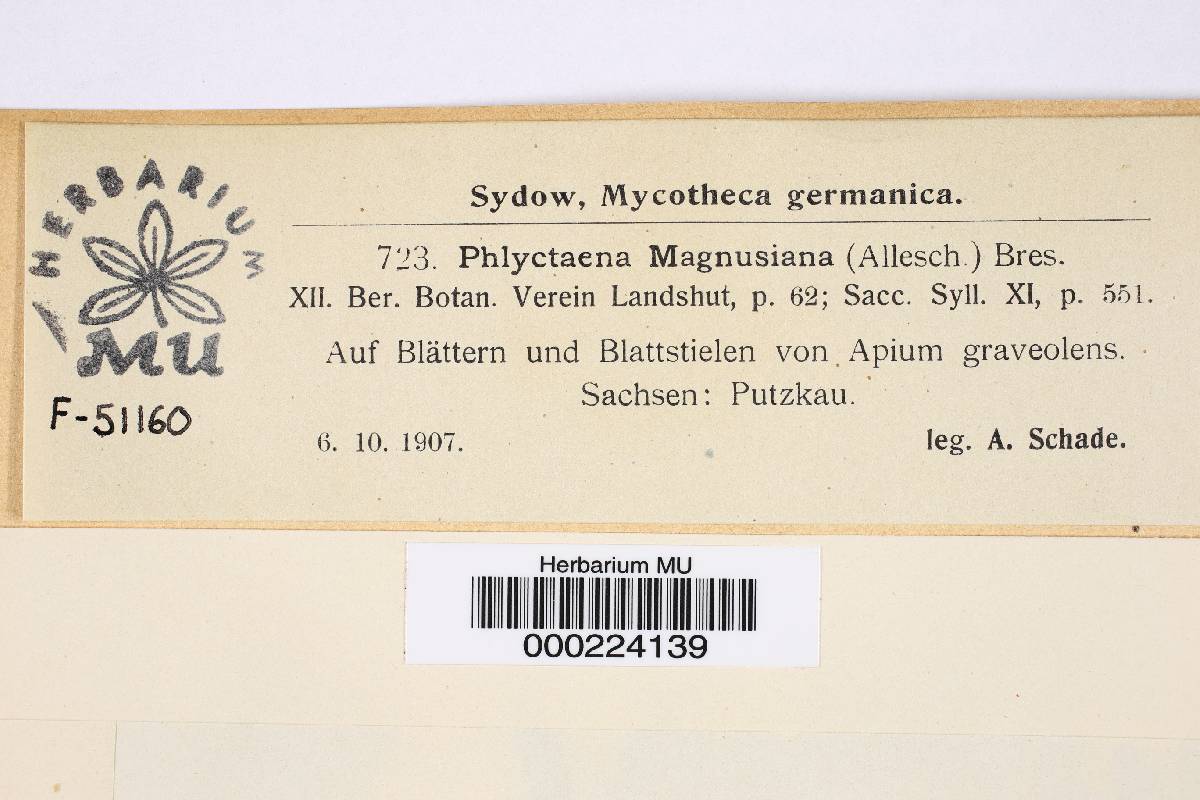 HERBARIUM
MU
F-51160
Sydow, Mycotheca germanica.
723. Phlyctaena Magnusiana (Allesch.) Bres.
XII. Ber. Botan. Verein Landshut, p. 62; Sacc. Syll. XI, p. 551.
Auf Blättern und Blattstielen von Apium graveolens.
Sachsen: Putzkau.
6. 10. 1907. leg. A. Schade.
Herbarium MU
000224139